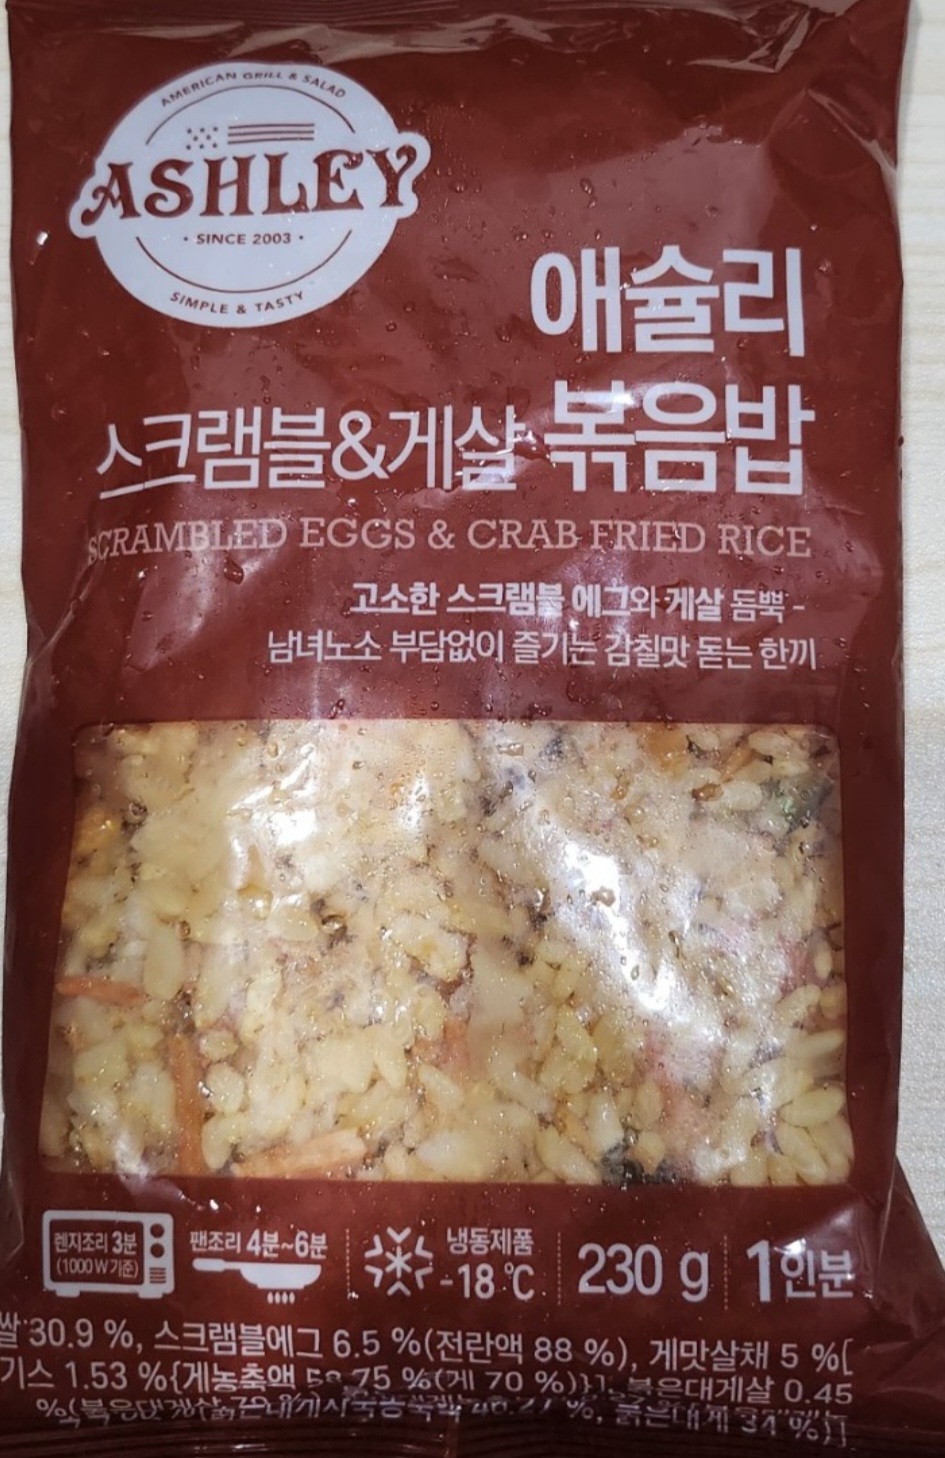 AMERICAN GRILL & SALAD
ASHLEY
· SINCE 2003 ·
SIMPLE & TASTY
애슐리
스크램블&게살 볶음밥
SCRAMBLED EGGS & CRAB FRIED RICE
고소한 스크램블 에그와 게살 듬뿍 -
남녀노소 부담없이 즐기는 감칠맛 돋는 한끼
렌지조리 3분
(1000W기준)
팬조리 4분~6분
냉동제품
-18℃
230 g
1인분
쌀 30.9 %, 스크램블에그 6.5 %(전란액 88 %), 게맛살채 5 %[
기스 1.53 %{게농축액 58.75 %(게 70 %)}], 붉은대게살 0.45